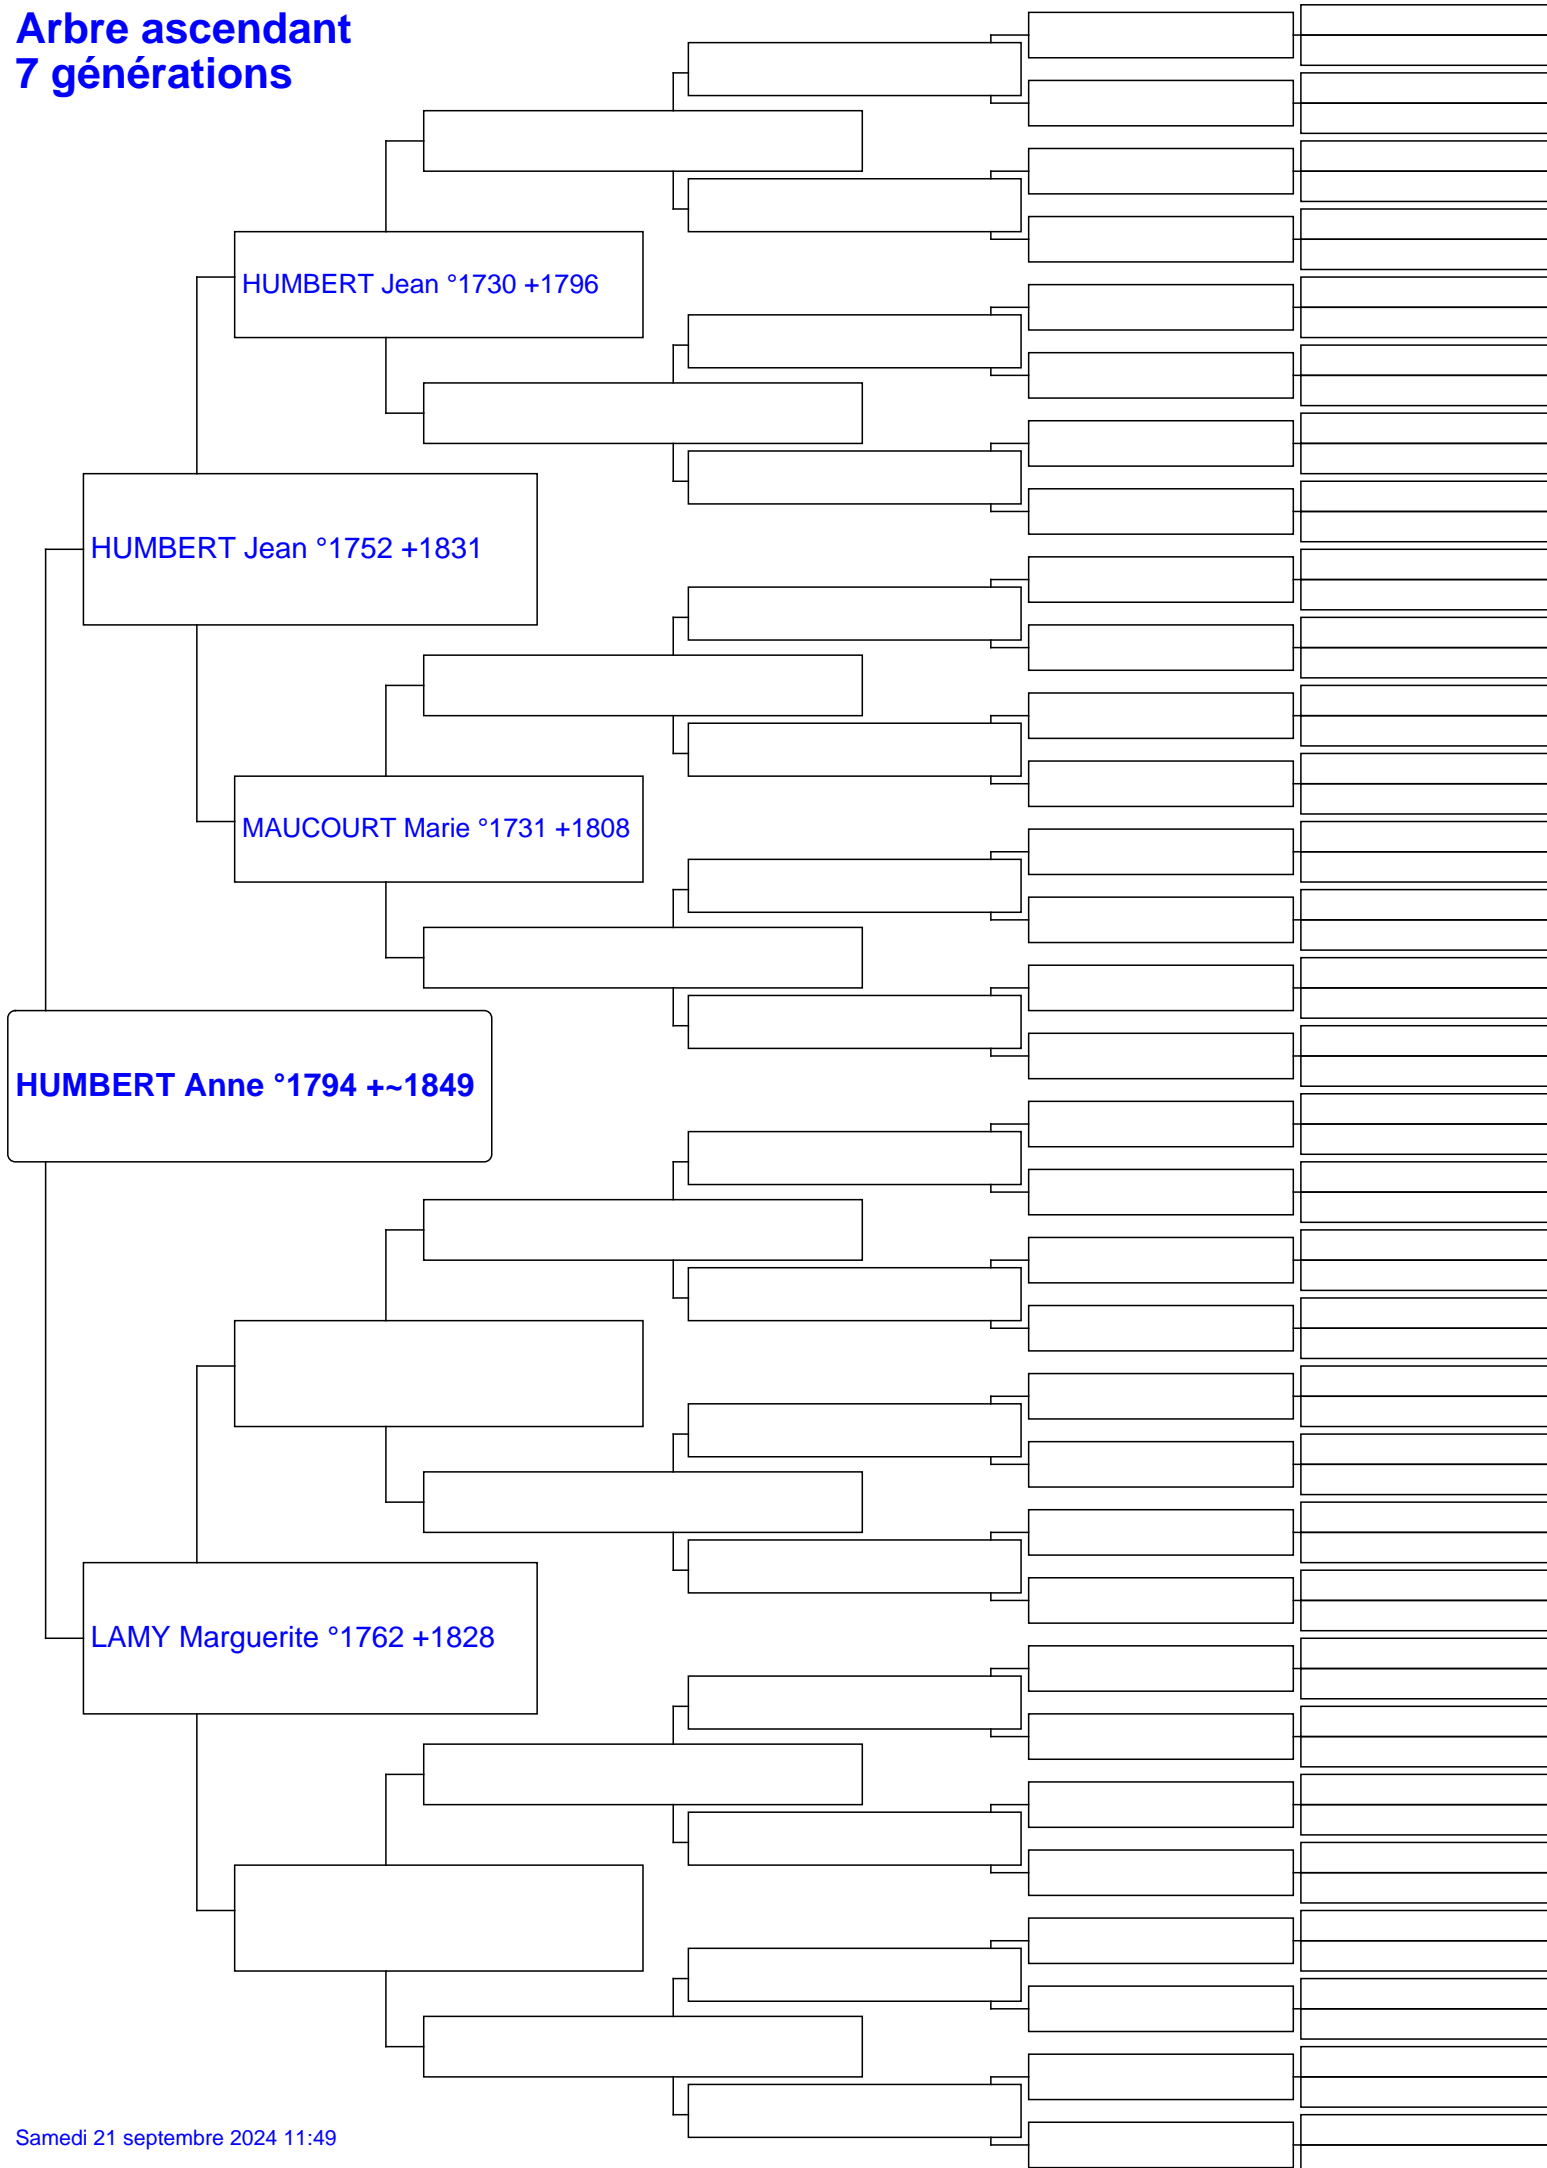 Arbre ascendant
7 générations
HUMBERT Jean °1730 +1796
HUMBERT Jean °1752 +1831
MAUCOURT Marie °1731 +1808
HUMBERT Anne °1794 +~1849
LAMY Marguerite °1762 +1828
Samedi 21 septembre 2024 11:49